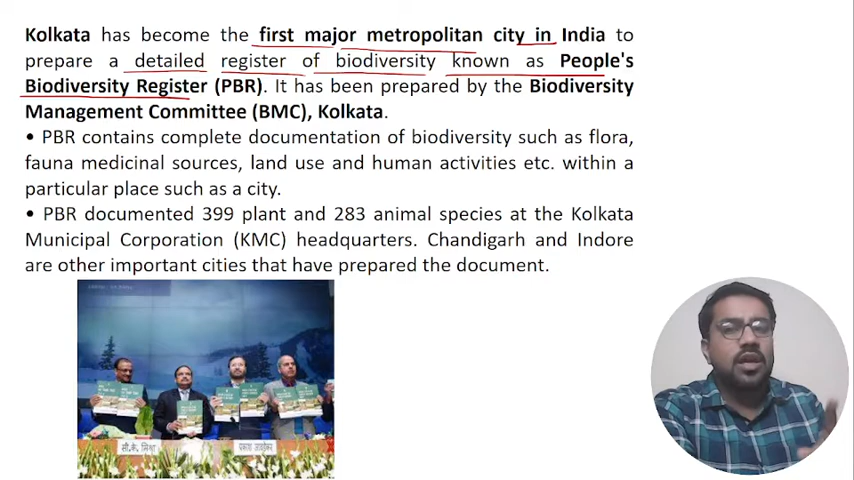 Kolkata has become the first major metropolitan city in India to
prepare a detailed register of biodiversity known as People's
Biodiversity Register (PBR). It has been prepared by the Biodiversity
Management Committee (BMC), Kolkata.
• PBR contains complete documentation of biodiversity such as flora,
fauna medicinal sources, land use and human activities etc. within a
particular place such as a city.
• PBR documented 399 plant and 283 animal species at the Kolkata
Municipal Corporation (KMC) headquarters. Chandigarh and Indore
are other important cities that have prepared the document.
सी.के. मिश्रा
प्रकाश जावड़ेकर